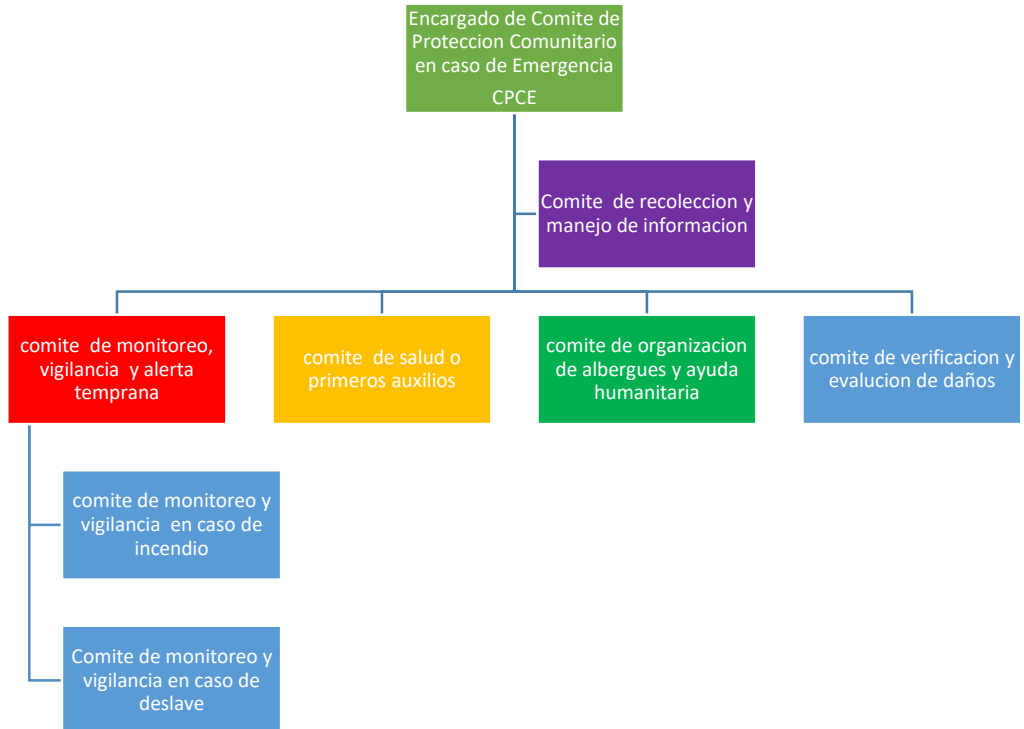 Encargado de Comite de
Proteccion Comunitario
en caso de Emergencia
CPCE
Comite de recoleccion y
manejo de informacion
comite de monitoreo,
vigilancia y alerta
temprana
comite de salud o
primeros auxilios
comite de organizacion
de albergues y ayuda
humanitaria
comite de verificacion y
evalucion de daños
comite de monitoreo y
vigilancia en caso de
incendio
Comite de monitoreo y
vigilancia en caso de
deslave